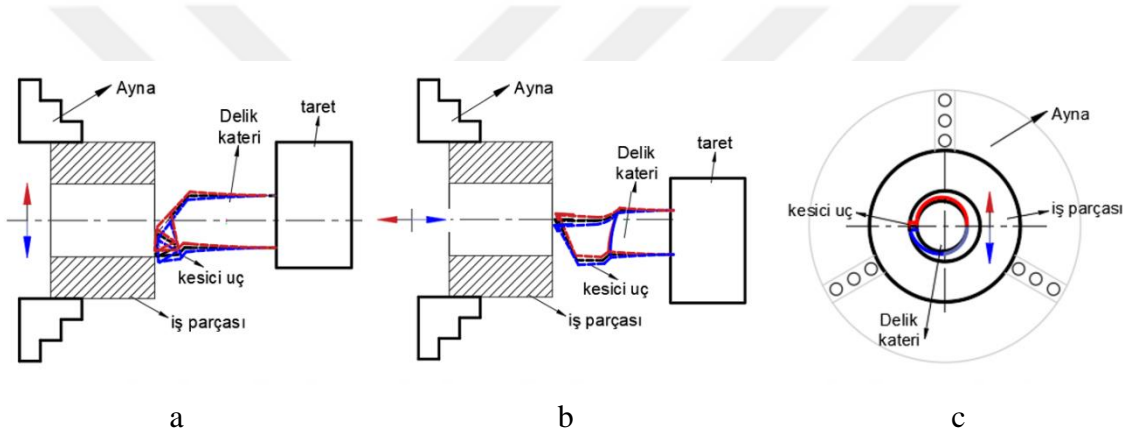 Ayna
Delik
kateri
taret
kesici uç
iş parçası
a
Ayna
Delik
kateri
taret
kesici uç
iş parçası
b
Ayna
kesici uç
iş parçası
Delik
kateri
c